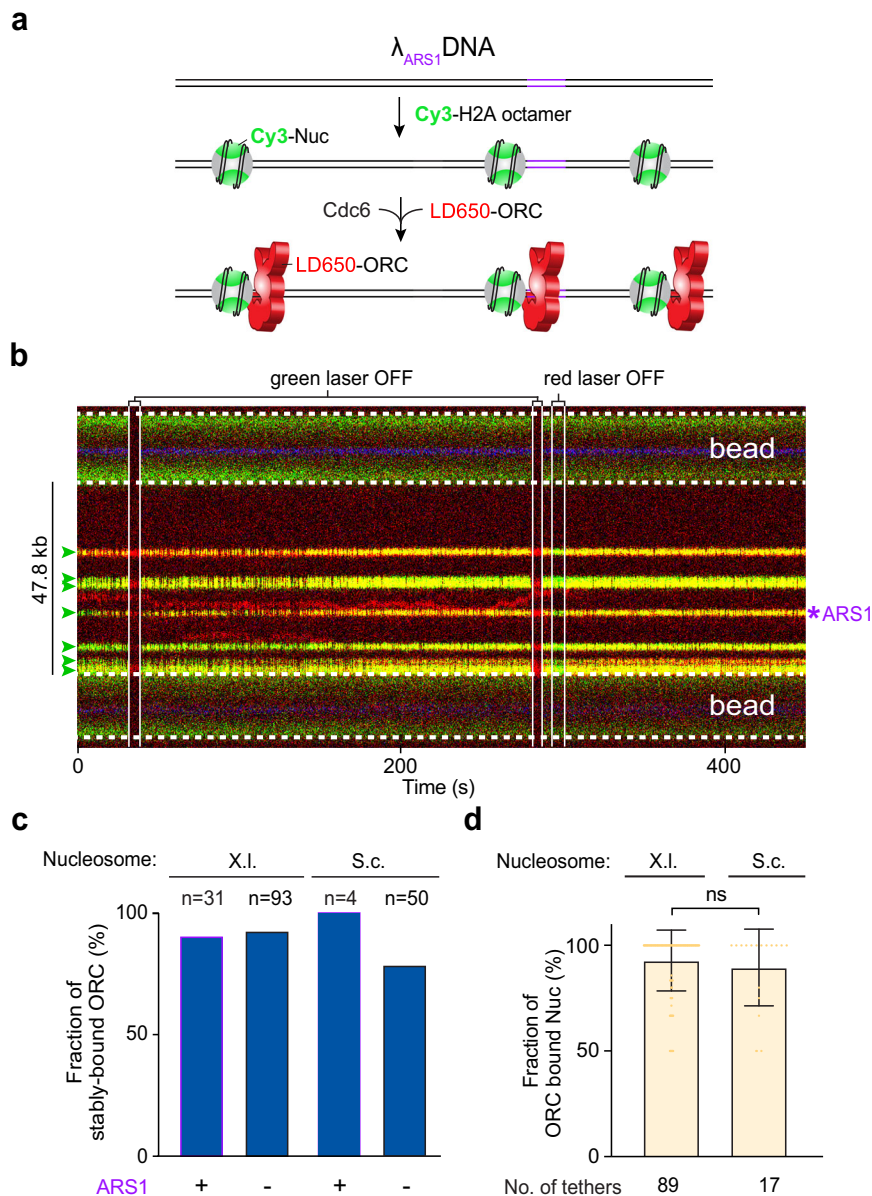 a
λARS1DNA
Cy3-H2A octamer
Cy3-Nuc
Cdc6 LD650-ORC
LD650-ORC
b
green laser OFF red laser OFF
bead
47.8 kb
*ARS1
bead
0 200 400
Time (s)
c
Nucleosome: X.l. S.c.
n=31 n=93 n=4 n=50
Fraction of
stably-bound ORC (%)
100
50
0
ARS1 + - + -
d
Nucleosome: X.l. S.c.
ns
Fraction of
ORC bound Nuc (%)
100
50
0
No. of tethers 89 17